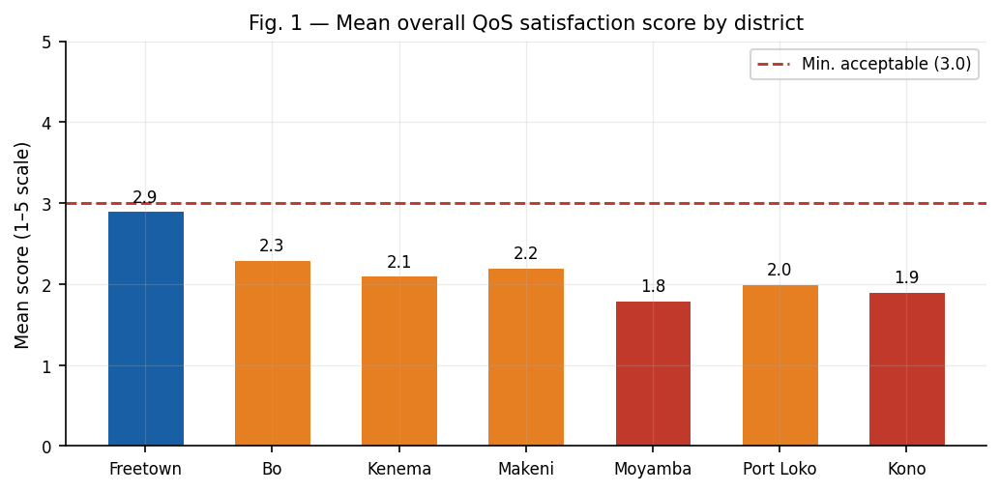 Fig. 1 — Mean overall QoS satisfaction score by district
Mean score (1–5 scale)
5
4
3
2
1
0
Min. acceptable (3.0)
2.9
2.3
2.1
2.2
1.8
2.0
1.9
Freetown
Bo
Kenema
Makeni
Moyamba
Port Loko
Kono